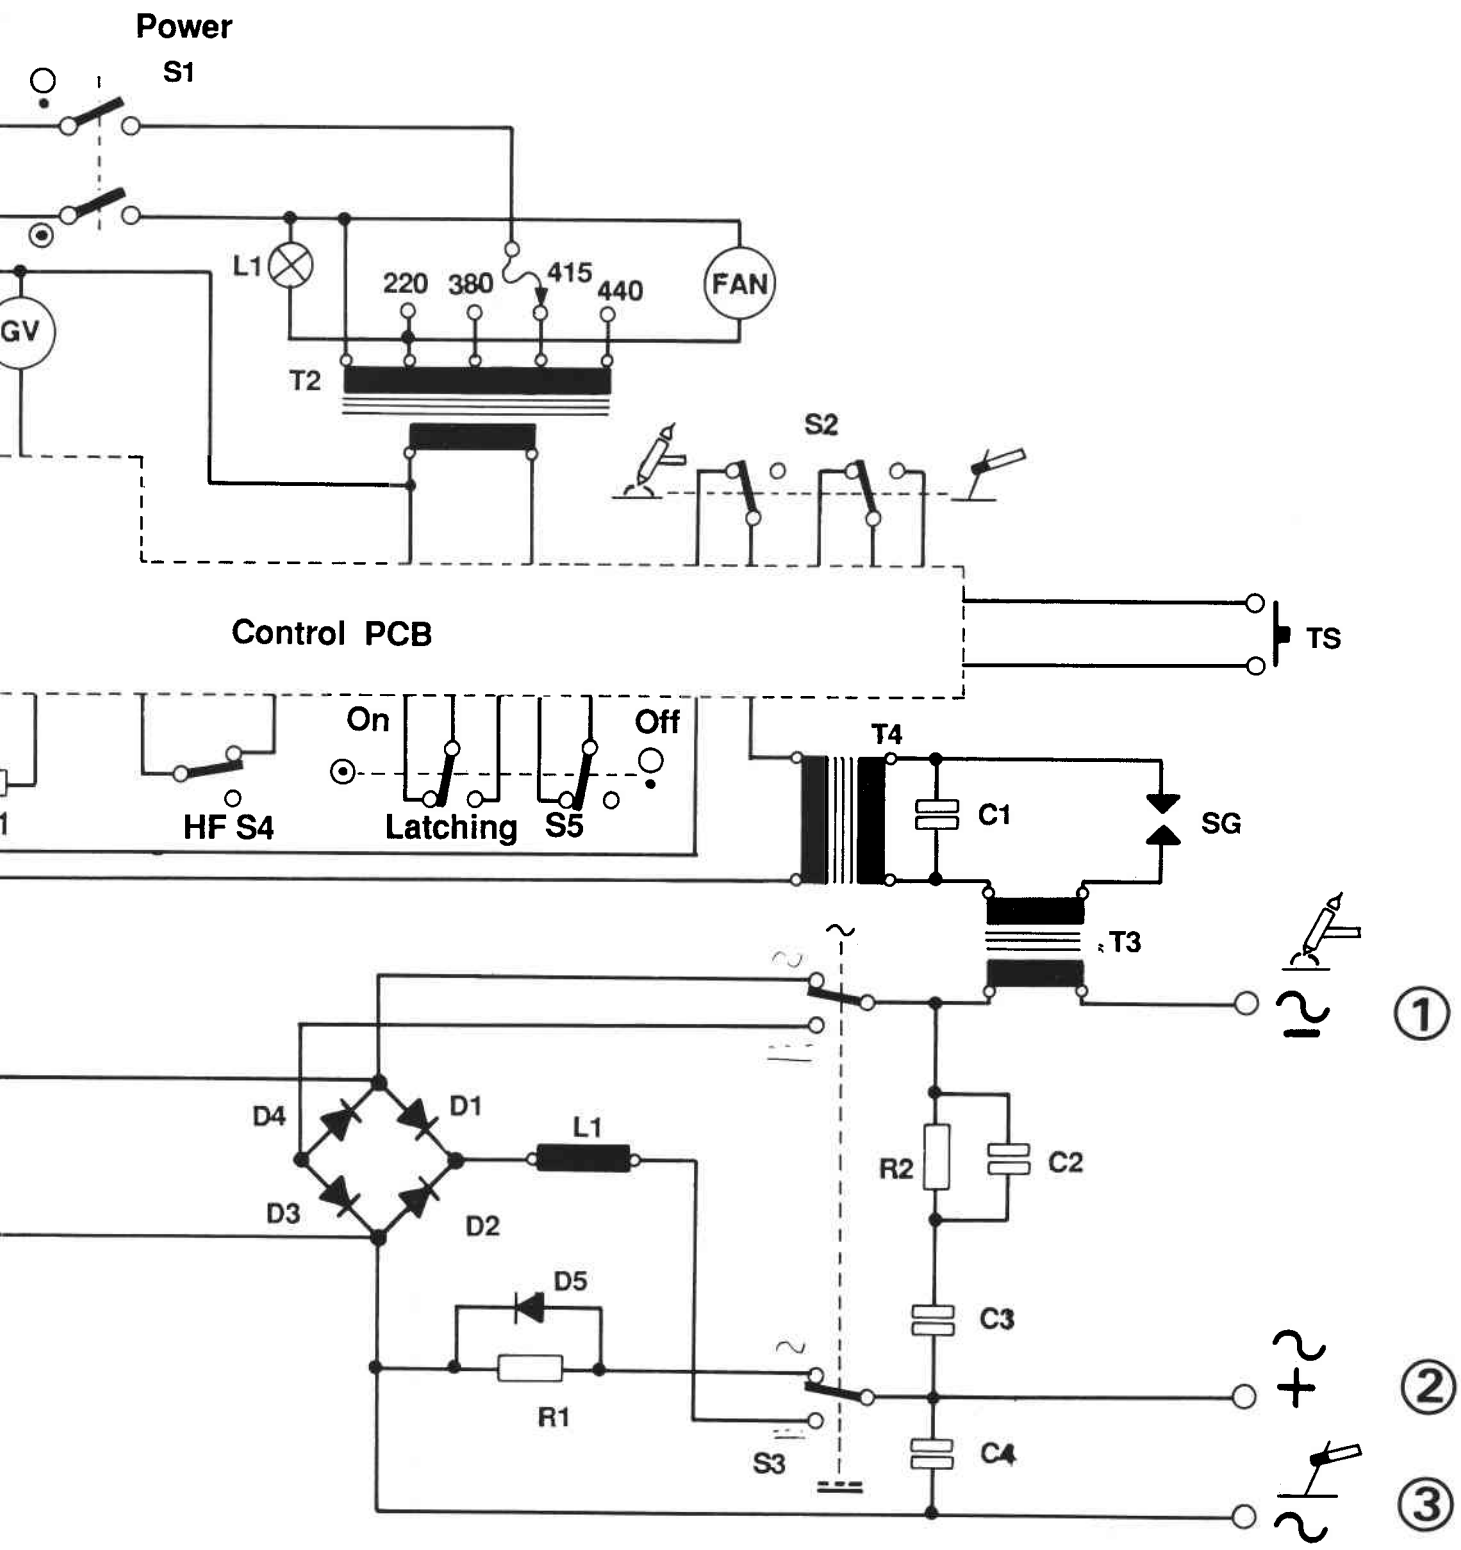 Power
S1
L1
220
380
415
440
FAN
GV
T2
S2
Control PCB
TS
On
Off
T4
C1
SG
1
HF S4
Latching
S5
T3
1
D4
D1
L1
R2
C2
D3
D2
D5
C3
+
2
R1
S3
C4
3